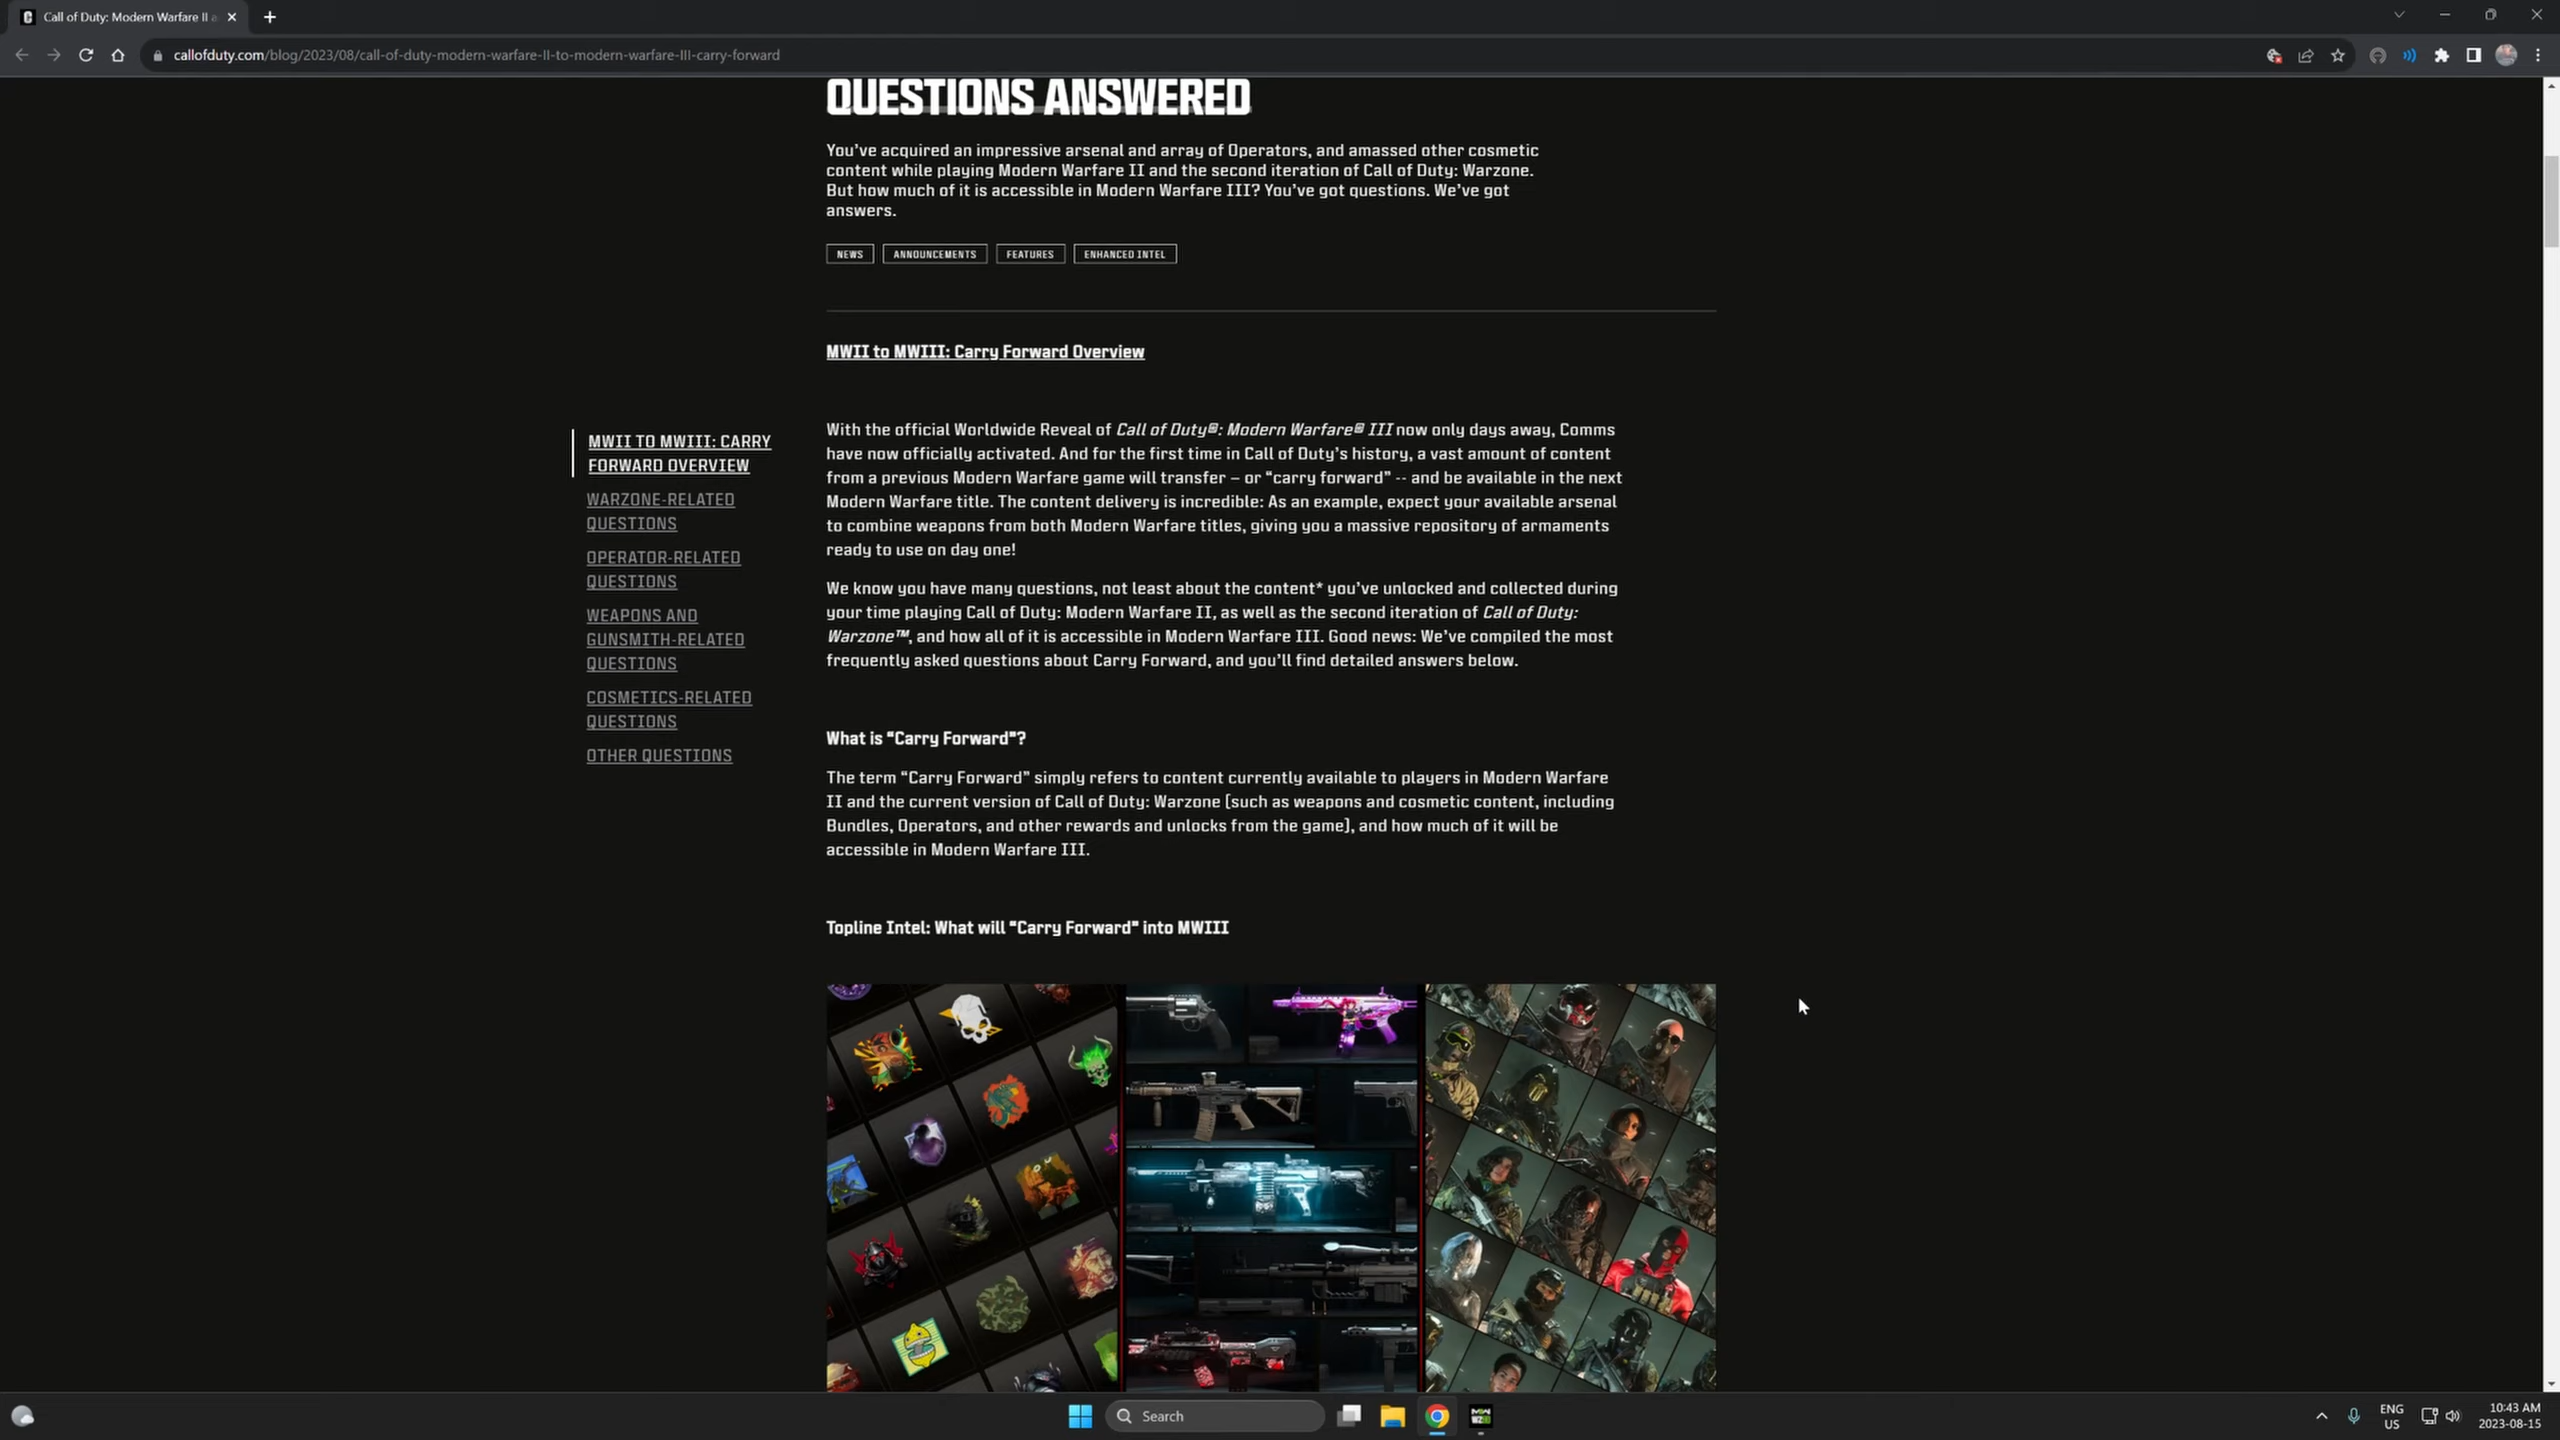 Call of Duty: Modern Warfare II a
callofduty.com/blog/2023/08/call-of-duty-modern-warfare-II-to-modern-warfare-III-carry-forward
QUESTIONS ANSWERED
You've acquired an impressive arsenal and array of Operators, and amassed other cosmetic
content while playing Modern Warfare II and the second iteration of Call of Duty: Warzone.
But how much of it is accessible in Modern Warfare III? You've got questions. We've got
answers.
NEWS ANNOUNCEMENTS FEATURES ENHANCED INTEL
MWII to MWIII: Carry Forward Overview
MWII TO MWIII: CARRY
FORWARD OVERVIEW
WARZONE-RELATED
QUESTIONS
OPERATOR-RELATED
QUESTIONS
WEAPONS AND
GUNSMITH-RELATED
QUESTIONS
COSMETICS-RELATED
QUESTIONS
OTHER QUESTIONS
With the official Worldwide Reveal of Call of Duty®: Modern Warfare® III now only days away, Comms
have now officially activated. And for the first time in Call of Duty's history, a vast amount of content
from a previous Modern Warfare game will transfer – or “carry forward” -- and be available in the next
Modern Warfare title. The content delivery is incredible: As an example, expect your available arsenal
to combine weapons from both Modern Warfare titles, giving you a massive repository of armaments
ready to use on day one!
We know you have many questions, not least about the content* you've unlocked and collected during
your time playing Call of Duty: Modern Warfare II, as well as the second iteration of Call of Duty:
Warzone™, and how all of it is accessible in Modern Warfare III. Good news: We've compiled the most
frequently asked questions about Carry Forward, and you'll find detailed answers below.
What is “Carry Forward”?
The term “Carry Forward” simply refers to content currently available to players in Modern Warfare
II and the current version of Call of Duty: Warzone [such as weapons and cosmetic content, including
Bundles, Operators, and other rewards and unlocks from the game], and how much of it will be
accessible in Modern Warfare III.
Topline Intel: What will “Carry Forward” into MWIII
Search
ENG
US
10:43 AM
2023-08-15